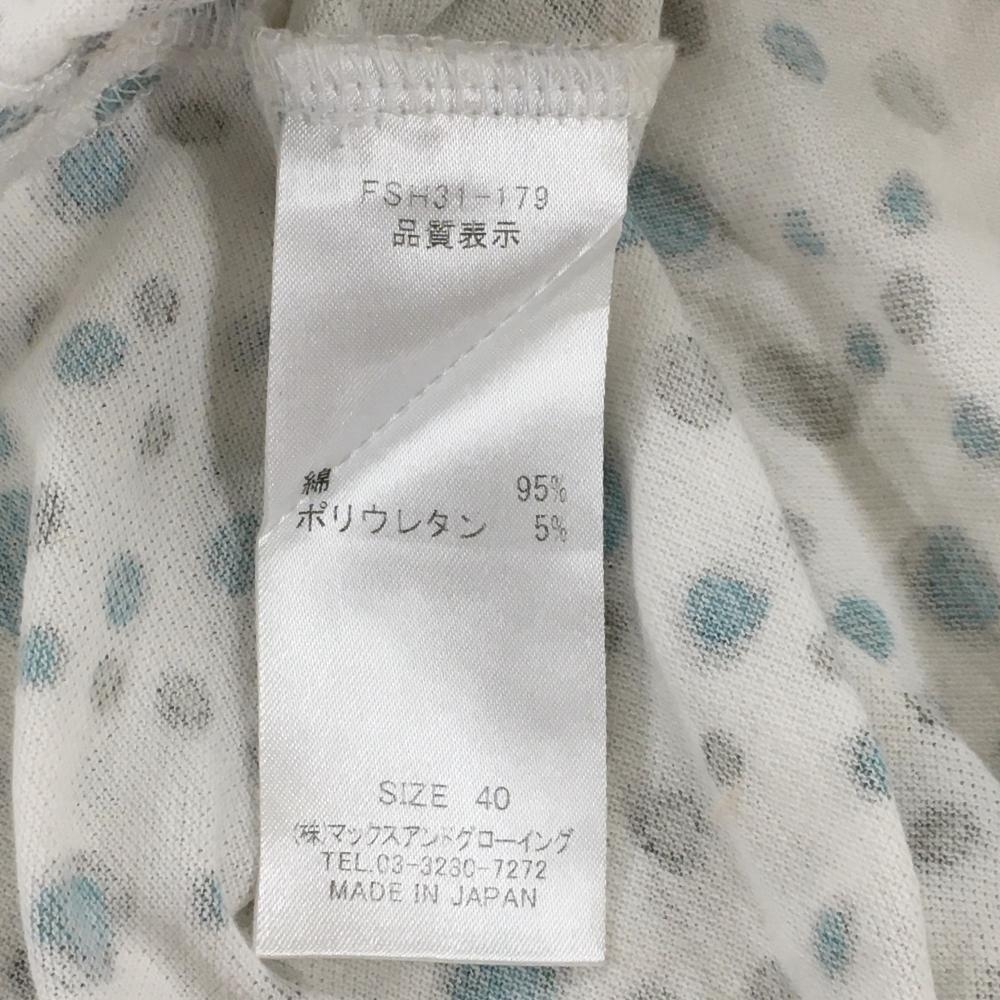 FSH31-179
品質表示
綿 95%
ポリウレタン 5%
SIZE 40
(株)マックスアンドグローイング
TEL.03-3230-7272
MADE IN JAPAN